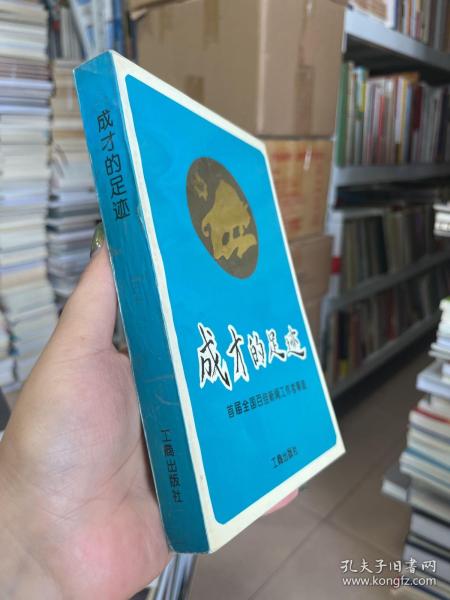 成才的足迹
工商出版社
成才的足迹
首届全国百佳新闻工作者事迹
工商出版社
孔夫子旧书网
www.kongfz.com